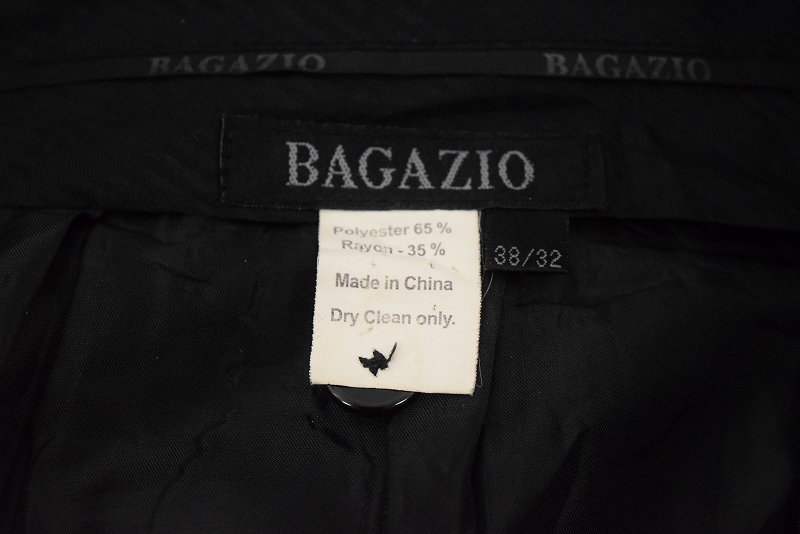 BAGAZIO BAGAZIO
BAGAZIO
Polyester 65 %
Rayon - 35 %
Made in China
Dry Clean only.
38/32